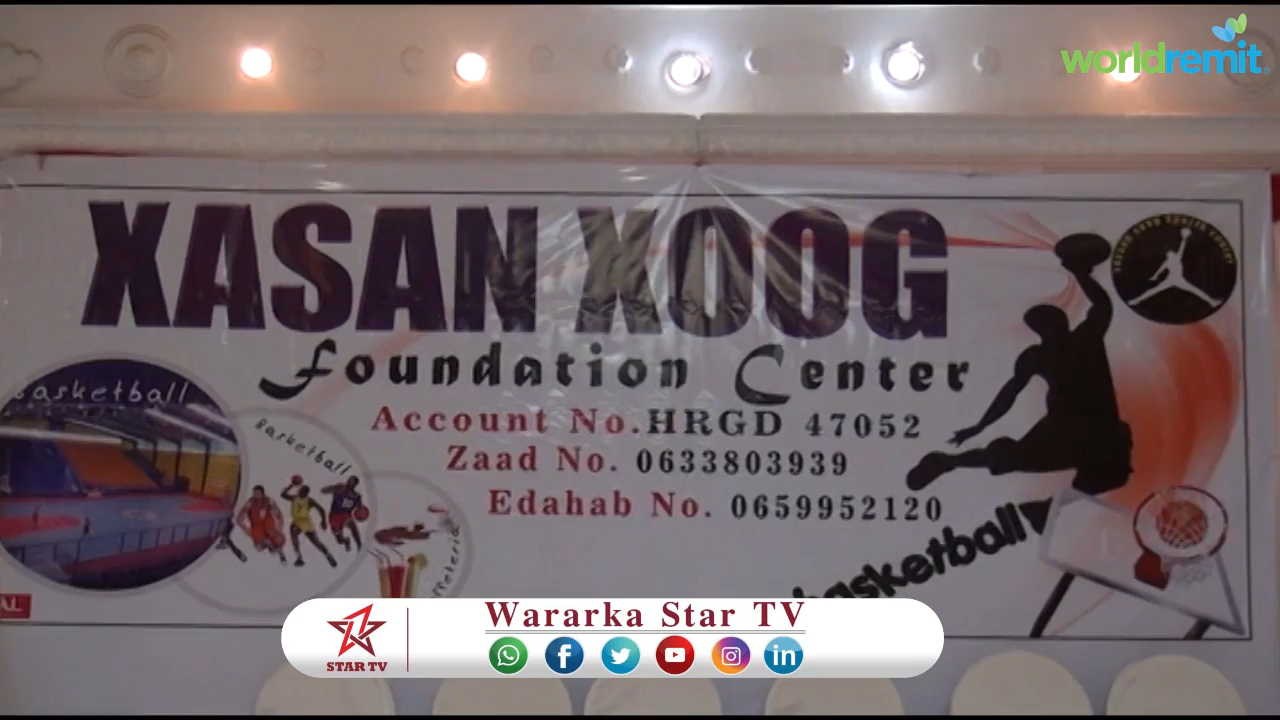 worldremit
XASAN XOOG
Foundation Center
Account No.HRGD 47052
Zaad No. 0633803939
Edahab No. 0659952120
Basketball
Basketball
basketball
Wararka Star TV
STAR TV